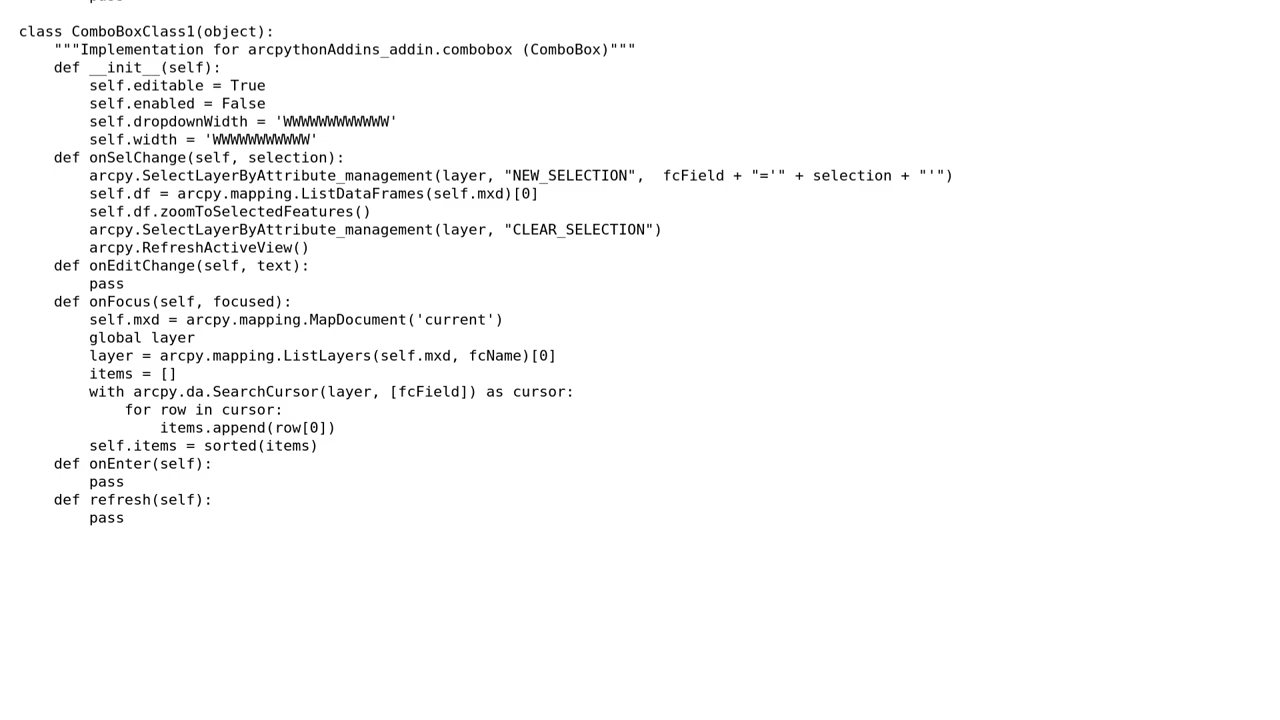 pass
class ComboBoxClass1(object):
    """Implementation for arcpythonAddins_addin.combobox (ComboBox)"""
    def __init__(self):
        self.editable = True
        self.enabled = False
        self.dropdownWidth = 'WWWWWWWWWWWW'
        self.width = 'WWWWWWWWWWW'
    def onSelChange(self, selection):
        arcpy.SelectLayerByAttribute_management(layer, "NEW_SELECTION",  fcField + "='" + selection + "'")
        self.df = arcpy.mapping.ListDataFrames(self.mxd)[0]
        self.df.zoomToSelectedFeatures()
        arcpy.SelectLayerByAttribute_management(layer, "CLEAR_SELECTION")
        arcpy.RefreshActiveView()
    def onEditChange(self, text):
        pass
    def onFocus(self, focused):
        self.mxd = arcpy.mapping.MapDocument('current')
        global layer
        layer = arcpy.mapping.ListLayers(self.mxd, fcName)[0]
        items = []
        with arcpy.da.SearchCursor(layer, [fcField]) as cursor:
            for row in cursor:
                items.append(row[0])
        self.items = sorted(items)
    def onEnter(self):
        pass
    def refresh(self):
        pass